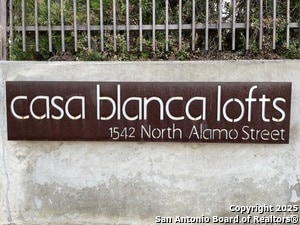 casa blanca lofts
1542 North Alamo Street
Copyright 2025
San Antonio Board of Realtors®